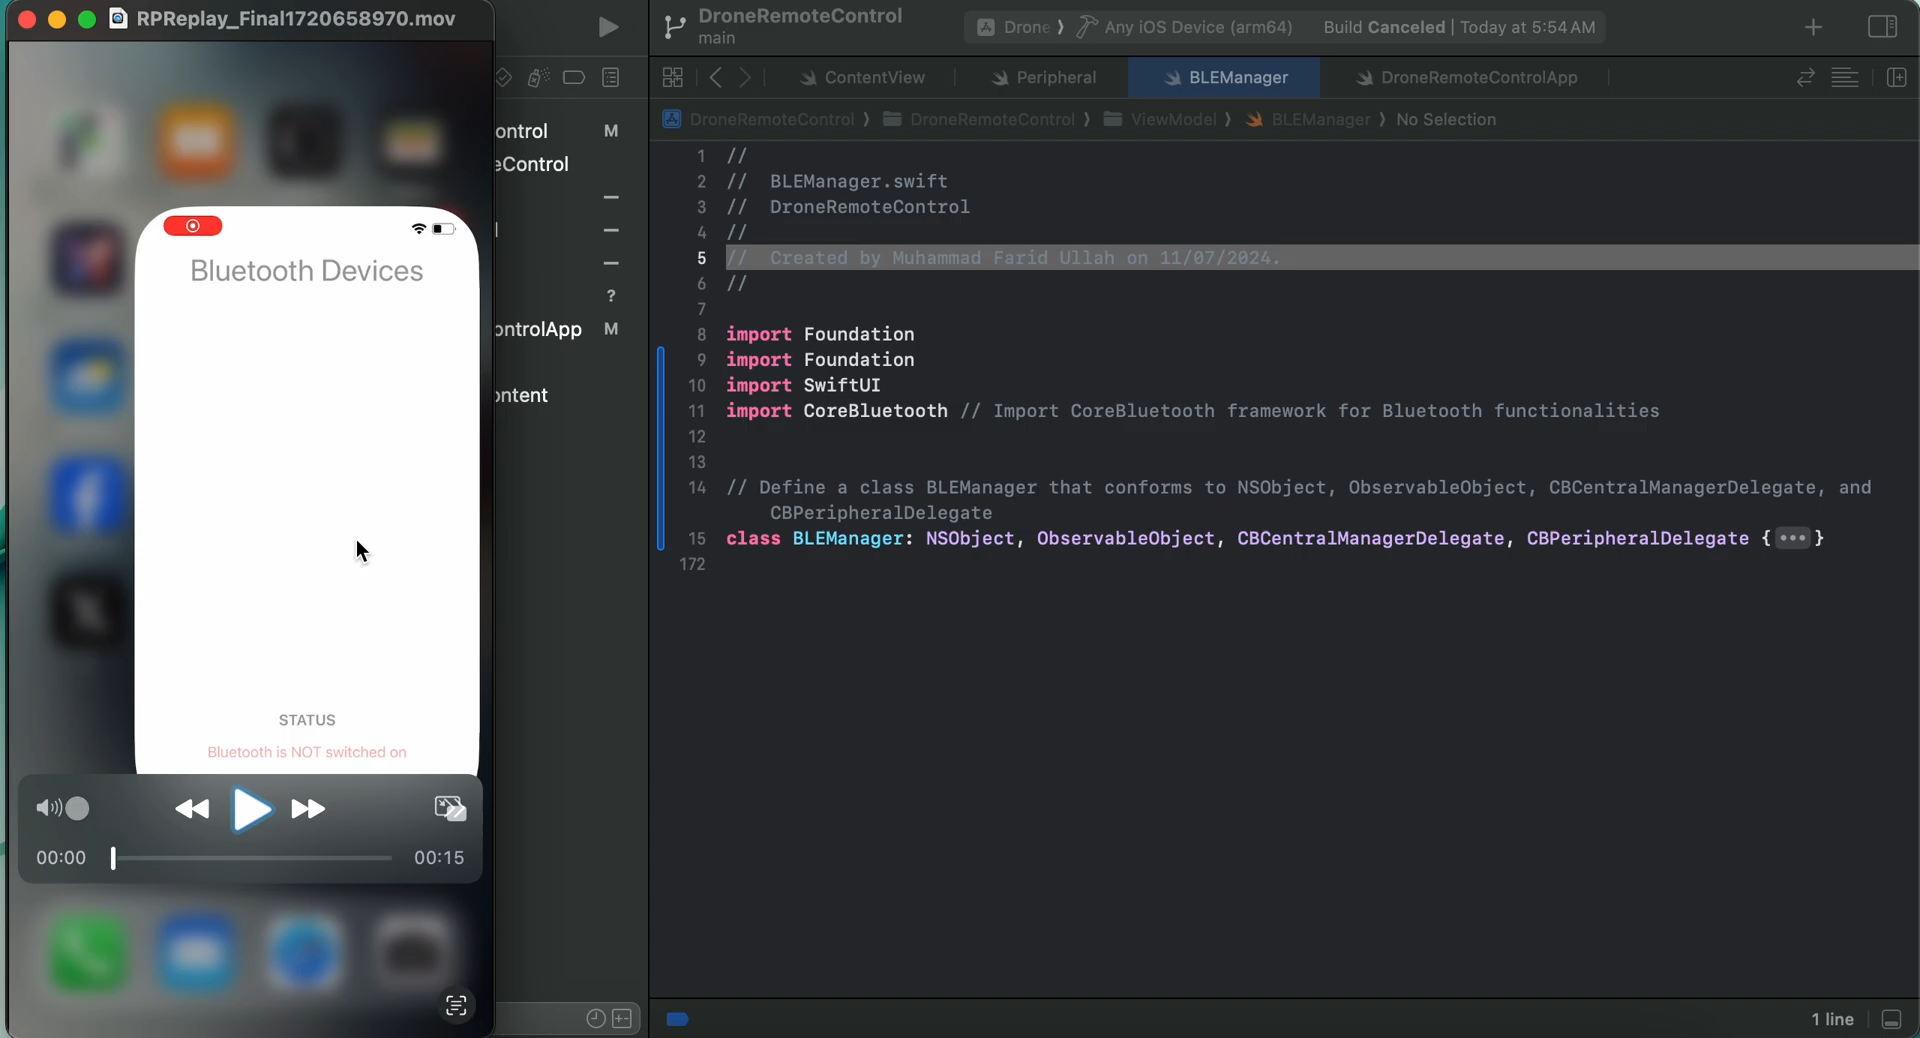 RPReplay_Final1720658970.mov
Bluetooth Devices
STATUS
Bluetooth is NOT switched on
00:00
00:15
ontrol M
eControl
?
ontrolApp M
ontent
DroneRemoteControl
main
Drone ⟩ Any iOS Device (arm64)
Build Canceled | Today at 5:54 AM
ContentView
Peripheral
BLEManager
DroneRemoteControlApp
DroneRemoteControl ⟩ DroneRemoteControl ⟩ ViewModel ⟩ BLEManager ⟩ No Selection
1 //
2 //  BLEManager.swift
3 //  DroneRemoteControl
4 //
5 //  Created by Muhammad Farid Ullah on 11/07/2024.
6 //
7
8 import Foundation
9 import Foundation
10 import SwiftUI
11 import CoreBluetooth // Import CoreBluetooth framework for Bluetooth functionalities
12
13
14 // Define a class BLEManager that conforms to NSObject, ObservableObject, CBCentralManagerDelegate, and
CBPeripheralDelegate
15 class BLEManager: NSObject, ObservableObject, CBCentralManagerDelegate, CBPeripheralDelegate {•••}
172
1 line